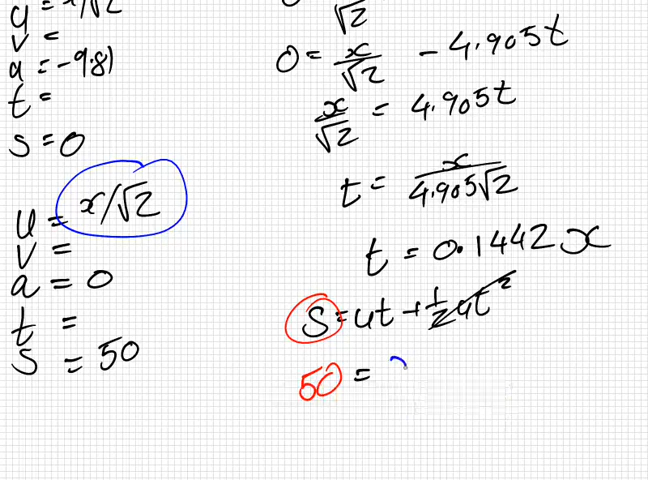 u = x/√2
v =
a = -9.81
t =
s = 0
u = x/√2
v =
a = 0
t =
s = 50
√2
0 = x/√2 - 4.905t
x/√2 = 4.905t
t = x/4.905√2
t = 0.1442x
s = ut + 1/2at²
50 =